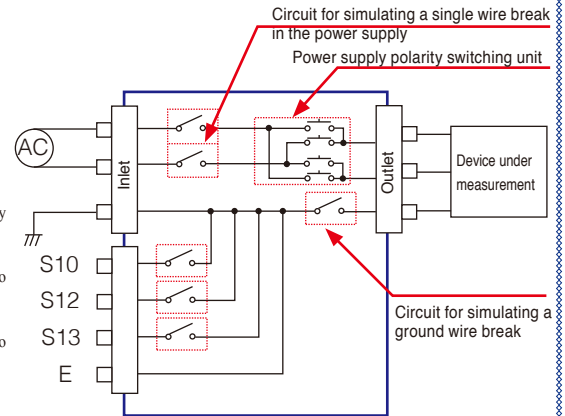 Circuit for simulating a single wire break
in the power supply
Power supply polarity switching unit
AC
Inlet
Outlet
Device under
measurement
y
S10
o
S12
S13
o
E
Circuit for simulating a
ground wire break